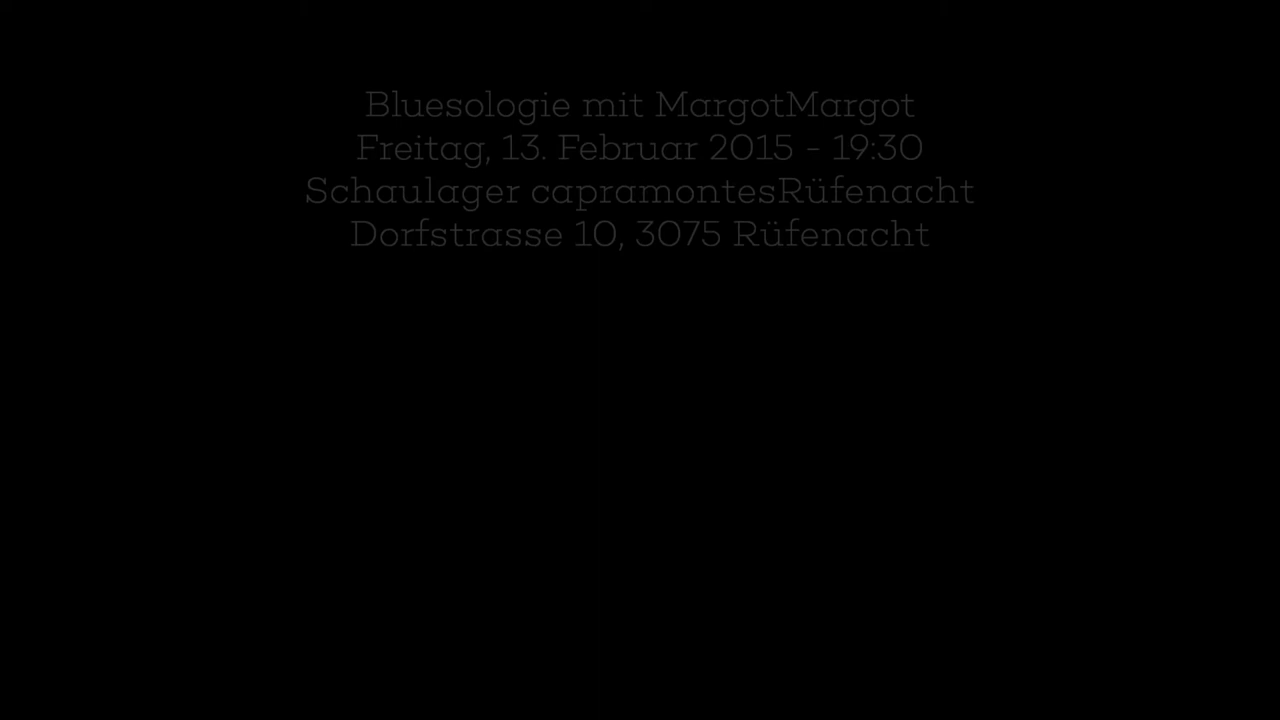 Bluesologie mit MargotMargot
Freitag, 13. Februar 2015 - 19:30
Schaulager capramontesRüfenacht
Dorfstrasse 10, 3075 Rüfenacht